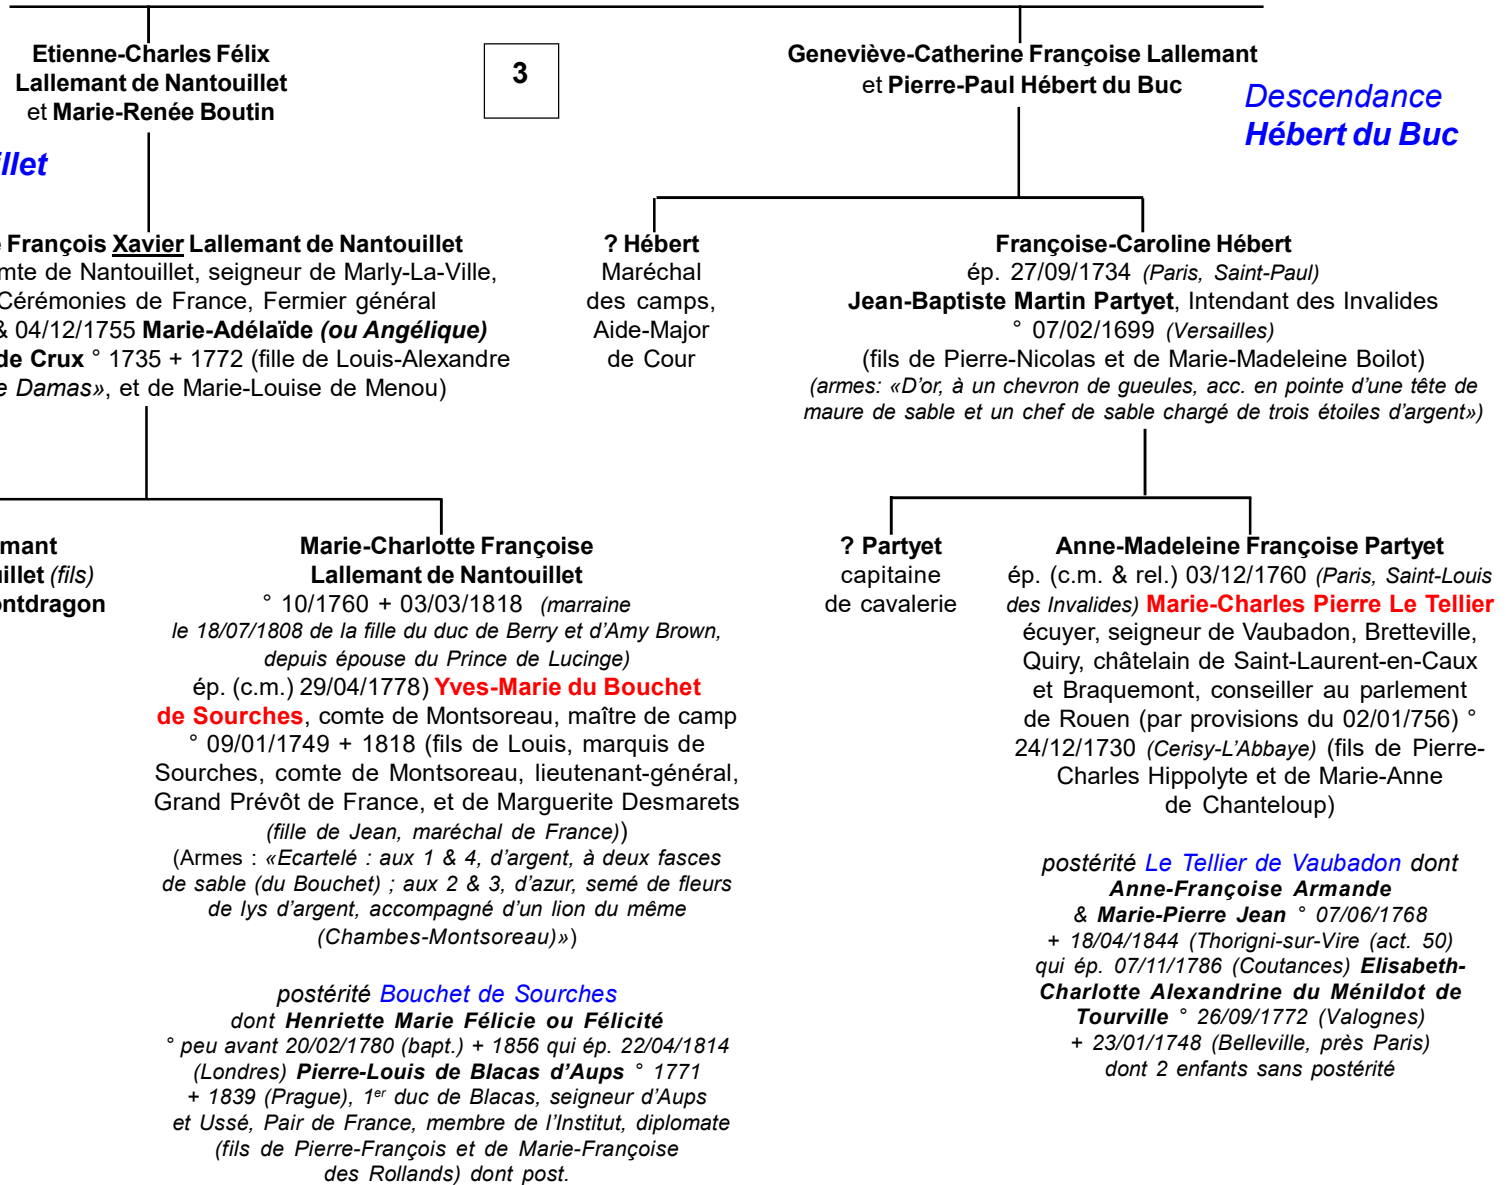 Etienne-Charles Félix
Lallemant de Nantouillet
et Marie-Renée Boutin
3
Geneviève-Catherine Françoise Lallemant
et Pierre-Paul Hébert du Buc
Descendance
Hébert du Buc
illet
e François Xavier Lallemant de Nantouillet
mte de Nantouillet, seigneur de Marly-La-Ville,
Cérémonies de France, Fermier général
& 04/12/1755 Marie-Adélaïde (ou Angélique)
de Crux ° 1735 + 1772 (fille de Louis-Alexandre
e Damas», et de Marie-Louise de Menou)
? Hébert
Maréchal
des camps,
Aide-Major
de Cour
Françoise-Caroline Hébert
ép. 27/09/1734 (Paris, Saint-Paul)
Jean-Baptiste Martin Partyet, Intendant des Invalides
° 07/02/1699 (Versailles)
(fils de Pierre-Nicolas et de Marie-Madeleine Boilot)
(armes: «D'or, à un chevron de gueules, acc. en pointe d'une tête de
maure de sable et un chef de sable chargé de trois étoiles d'argent»)
mant
uillet (fils)
ontdragon
Marie-Charlotte Françoise
Lallemant de Nantouillet
° 10/1760 + 03/03/1818 (marraine
le 18/07/1808 de la fille du duc de Berry et d'Amy Brown,
depuis épouse du Prince de Lucinge)
ép. (c.m.) 29/04/1778) Yves-Marie du Bouchet
de Sourches, comte de Montsoreau, maître de camp
° 09/01/1749 + 1818 (fils de Louis, marquis de
Sourches, comte de Montsoreau, lieutenant-général,
Grand Prévôt de France, et de Marguerite Desmarets
(fille de Jean, maréchal de France))
(Armes : «Ecartelé : aux 1 & 4, d'argent, à deux fasces
de sable (du Bouchet) ; aux 2 & 3, d'azur, semé de fleurs
de lys d'argent, accompagné d'un lion du même
(Chambes-Montsoreau)»)
postérité Bouchet de Sourches
dont Henriette Marie Félicie ou Félicité
° peu avant 20/02/1780 (bapt.) + 1856 qui ép. 22/04/1814
(Londres) Pierre-Louis de Blacas d'Aups ° 1771
+ 1839 (Prague), 1er duc de Blacas, seigneur d'Aups
et Ussé, Pair de France, membre de l'Institut, diplomate
(fils de Pierre-François et de Marie-Françoise
des Rollands) dont post.
? Partyet
capitaine
de cavalerie
Anne-Madeleine Françoise Partyet
ép. (c.m. & rel.) 03/12/1760 (Paris, Saint-Louis
des Invalides) Marie-Charles Pierre Le Tellier
écuyer, seigneur de Vaubadon, Bretteville,
Quiry, châtelain de Saint-Laurent-en-Caux
et Braquemont, conseiller au parlement
de Rouen (par provisions du 02/01/756) °
24/12/1730 (Cerisy-L'Abbaye) (fils de Pierre-
Charles Hippolyte et de Marie-Anne
de Chanteloup)
postérité Le Tellier de Vaubadon dont
Anne-Françoise Armande
& Marie-Pierre Jean ° 07/06/1768
+ 18/04/1844 (Thorigni-sur-Vire (act. 50)
qui ép. 07/11/1786 (Coutances) Elisabeth-
Charlotte Alexandrine du Ménildot de
Tourville ° 26/09/1772 (Valognes)
+ 23/01/1748 (Belleville, près Paris)
dont 2 enfants sans postérité